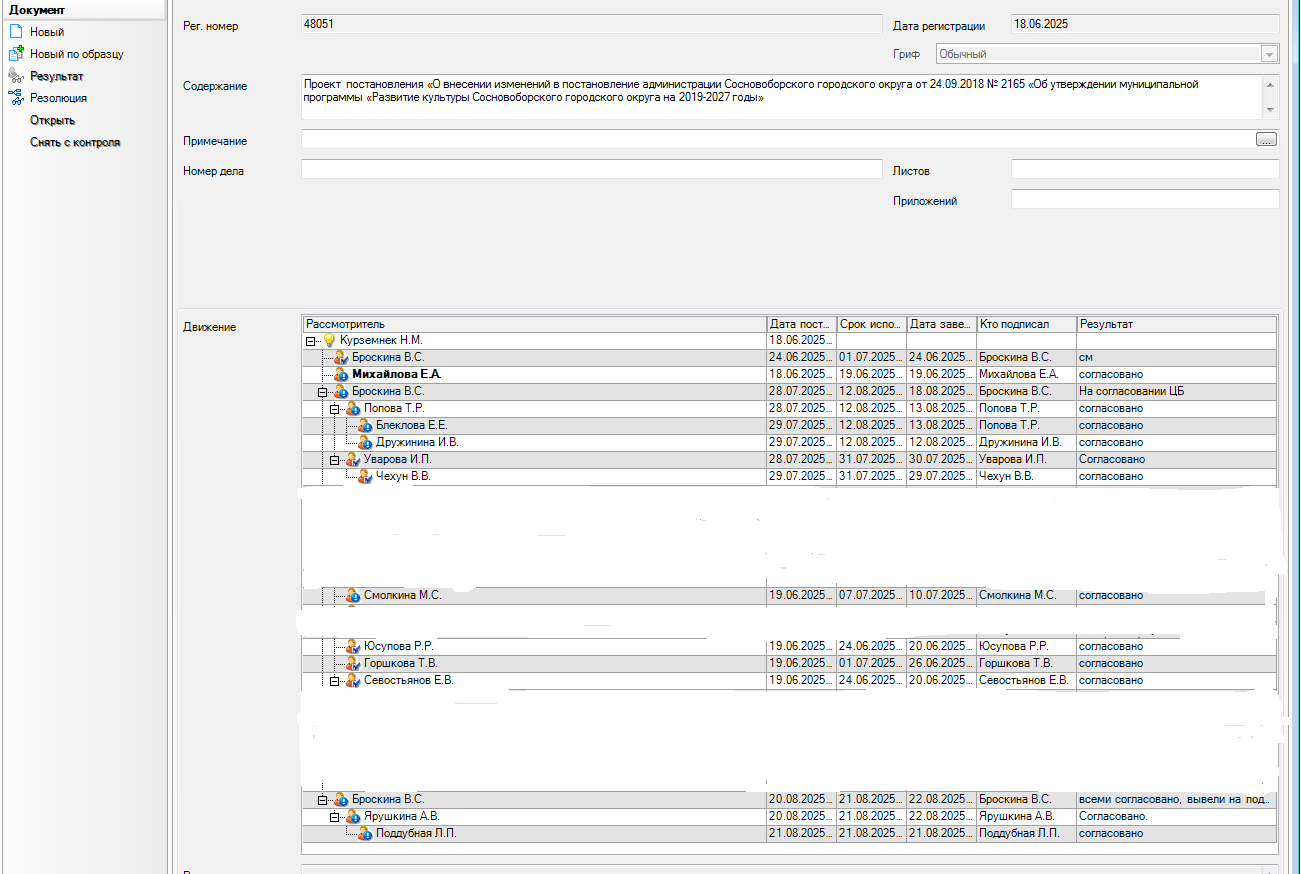 Документ
Новый
Новый по образцу
Результат
Резолюция
Открыть
Снять с контроля
Рег. номер 48051 Дата регистрации 18.06.2025
Гриф Обычный
Содержание Проект постановления «О внесении изменений в постановление администрации Сосновоборского городского округа от 24.09.2018 № 2165 «Об утверждении муниципальной
программы «Развитие культуры Сосновоборского городского округа на 2019-2027 годы»
Примечание ...
Номер дела Листов
Приложений
Движение
Рассмотритель Дата пост... Срок испо... Дата заве... Кто подписал Результат
Курземнек Н.М. 18.06.2025...
Броскина В.С. 24.06.2025... 01.07.2025... 24.06.2025... Броскина В.С. см
Михайлова Е.А. 18.06.2025... 19.06.2025... 19.06.2025... Михайлова Е.А. согласовано
Броскина В.С. 28.07.2025... 12.08.2025... 18.08.2025... Броскина В.С. На согласовании ЦБ
Попова Т.Р. 28.07.2025... 12.08.2025... 13.08.2025... Попова Т.Р. согласовано
Блеклова Е.Е. 29.07.2025... 12.08.2025... 13.08.2025... Попова Т.Р. согласовано
Дружинина И.В. 29.07.2025... 12.08.2025... 12.08.2025... Дружинина И.В. согласовано
Уварова И.П. 28.07.2025... 31.07.2025... 30.07.2025... Уварова И.П. Согласовано
Чехун В.В. 29.07.2025... 31.07.2025... 29.07.2025... Чехун В.В. согласовано
Смолкина М.С. 19.06.2025... 07.07.2025... 10.07.2025... Смолкина М.С. согласовано
Юсупова Р.Р. 19.06.2025... 24.06.2025... 20.06.2025... Юсупова Р.Р. согласовано
Горшкова Т.В. 19.06.2025... 01.07.2025... 26.06.2025... Горшкова Т.В. согласовано
Севостьянов Е.В. 19.06.2025... 24.06.2025... 20.06.2025... Севостьянов Е.В. согласовано
Броскина В.С. 20.08.2025... 21.08.2025... 22.08.2025... Броскина В.С. всеми согласовано, вывели на под...
Ярушкина А.В. 20.08.2025... 21.08.2025... 22.08.2025... Ярушкина А.В. Согласовано.
Поддубная Л.П. 21.08.2025... 21.08.2025... 21.08.2025... Поддубная Л.П. согласовано